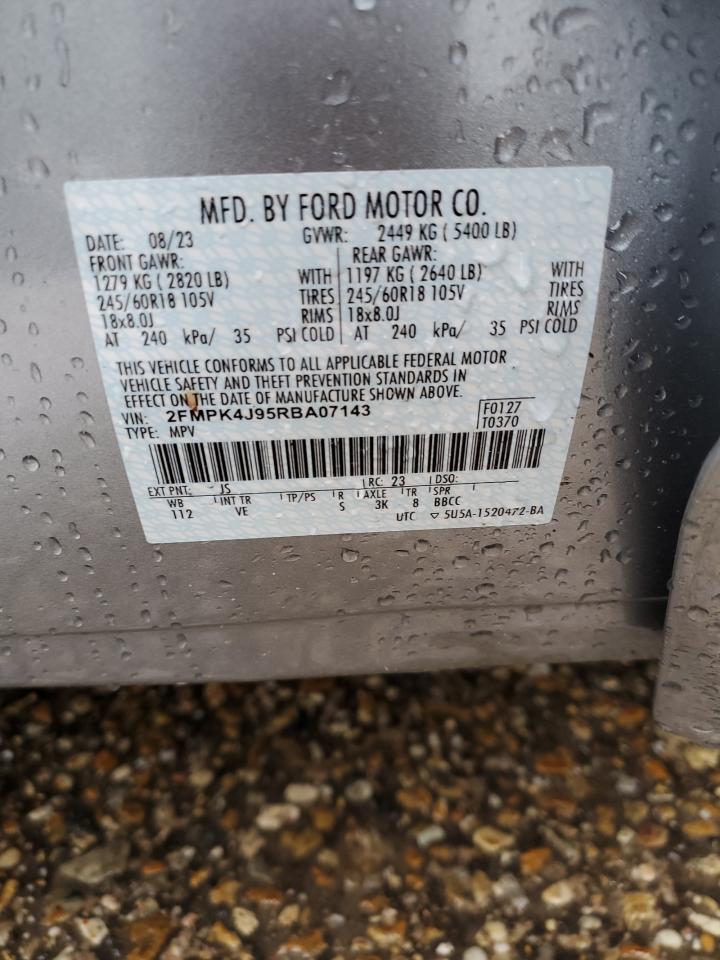 MFD. BY FORD MOTOR CO.
DATE: 08/23 GVWR: 2449 KG ( 5400 LB)
FRONT GAWR: REAR GAWR:
1279 KG ( 2820 LB) WITH 1197 KG ( 2640 LB) WITH
245/60R18 105V TIRES 245/60R18 105V TIRES
18x8.0J RIMS 18x8.0J RIMS
AT 240 kPa/ 35 PSI COLD AT 240 kPa/ 35 PSI COLD
THIS VEHICLE CONFORMS TO ALL APPLICABLE FEDERAL MOTOR
VEHICLE SAFETY AND THEFT PREVENTION STANDARDS IN
EFFECT ON THE DATE OF MANUFACTURE SHOWN ABOVE.
VIN: 2FMPK4J95RBA07143 F0127
TYPE: MPV T0370
EXT PNT: JS RC: 23 DSO:
WB INT TR TP/PS R AXLE TR SPR
112 VE S 3K 8 BBCC
UTC ▽ 5U5A-1520472-BA